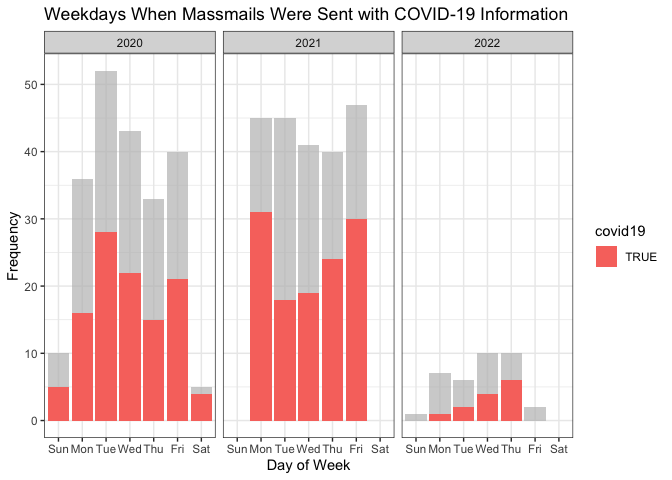 Weekdays When Massmails Were Sent with COVID-19 Information
2020 2021 2022
50
40
30
20
10
0
Frequency
Sun Mon Tue Wed Thu Fri Sat Sun Mon Tue Wed Thu Fri Sat Sun Mon Tue Wed Thu Fri Sat
Day of Week
covid19
TRUE